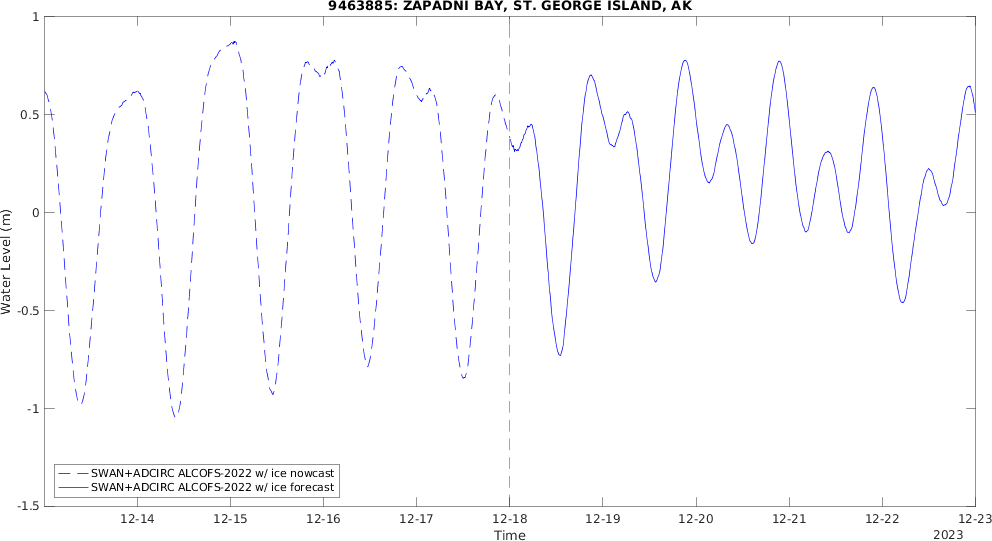 9463885: ZAPADNI BAY, ST. GEORGE ISLAND, AK
1
0.5
0
-0.5
-1
-1.5
Water Level (m)
SWAN+ADCIRC ALCOFS-2022 w/ ice nowcast
SWAN+ADCIRC ALCOFS-2022 w/ ice forecast
12-14 12-15 12-16 12-17 12-18 12-19 12-20 12-21 12-22 12-23
Time
2023